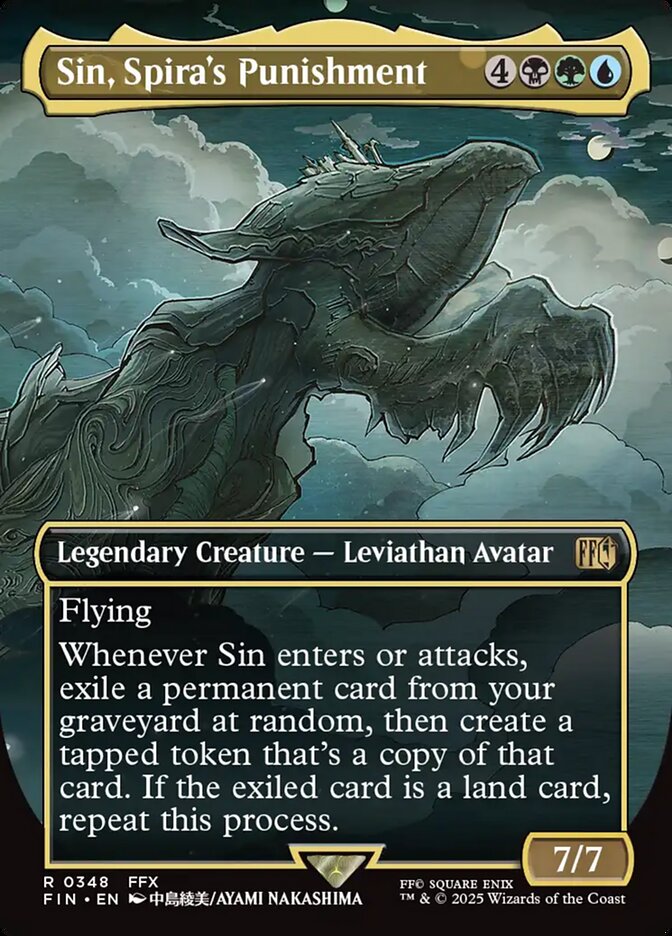 Sin, Spira's Punishment 4
Legendary Creature — Leviathan Avatar FF
Flying
Whenever Sin enters or attacks,
exile a permanent card from your
graveyard at random, then create a
tapped token that's a copy of that
card. If the exiled card is a land card,
repeat this process.
7/7
R 0348 FFX
FIN • EN 中島綾美/AYAMI NAKASHIMA
FF© SQUARE ENIX
™ & © 2025 Wizards of the Coast